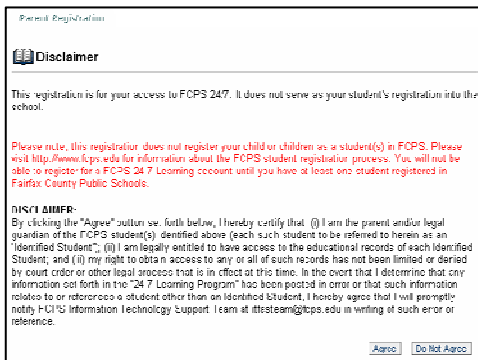 Parent Registration
Disclaimer
This registration is for your access to FCPS 24/7. It does not serve as your student's registration into the
school.
Please note, this registration does not register your child or children as a student(s) in FCPS. Please
visit http://www.fcps.edu for information about the FCPS student registration process. You will not be
able to register for a FCPS 24-7 Learning account until you have at least one student registered in
Fairfax County Public Schools.
DISCLAIMER:
By clicking the "Agree" button set forth below, I hereby certify that (i) I am the parent and/or legal
guardian of the FCPS student(s) identified above (each such student to be referred to herein as an
"Identified Student"; (ii) I am legally entitled to have access to the educational records of each Identified
Student; and (iii) my right to obtain access to any or all of such records has not been limited or denied
by court order or other legal process that is in effect at this time. In the event that I determine that any
information set forth in the "24-7 Learning Program" has been posted in error or that such information
relates to or references a student other than an Identified Student, I hereby agree that I will promptly
notify FCPS Information Technology Support Team at @fcps.edu in writing of such error or
reference.
Agree Do Not Agree